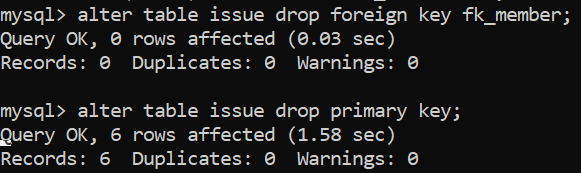 mysql> alter table issue drop foreign key fk_member;
Query OK, 0 rows affected (0.03 sec)
Records: 0  Duplicates: 0  Warnings: 0

mysql> alter table issue drop primary key;
Query OK, 6 rows affected (1.58 sec)
Records: 6  Duplicates: 0  Warnings: 0